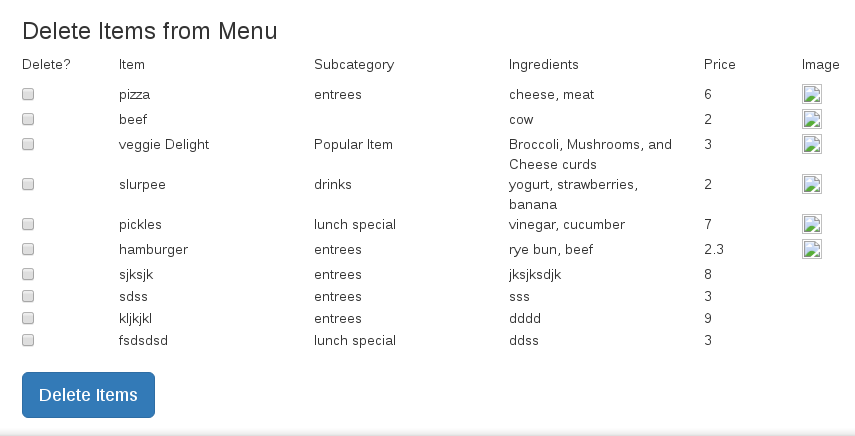 Delete Items from Menu
Delete? Item Subcategory Ingredients Price Image
pizza entrees cheese, meat 6
beef cow 2
veggie Delight Popular Item Broccoli, Mushrooms, and 3
Cheese curds
slurpee drinks yogurt, strawberries, 2
banana
pickles lunch special vinegar, cucumber 7
hamburger entrees rye bun, beef 2.3
sjksjk entrees jksjksdjk 8
sdss entrees sss 3
kljkjkl entrees dddd 9
fsdsdsd lunch special ddss 3
Delete Items